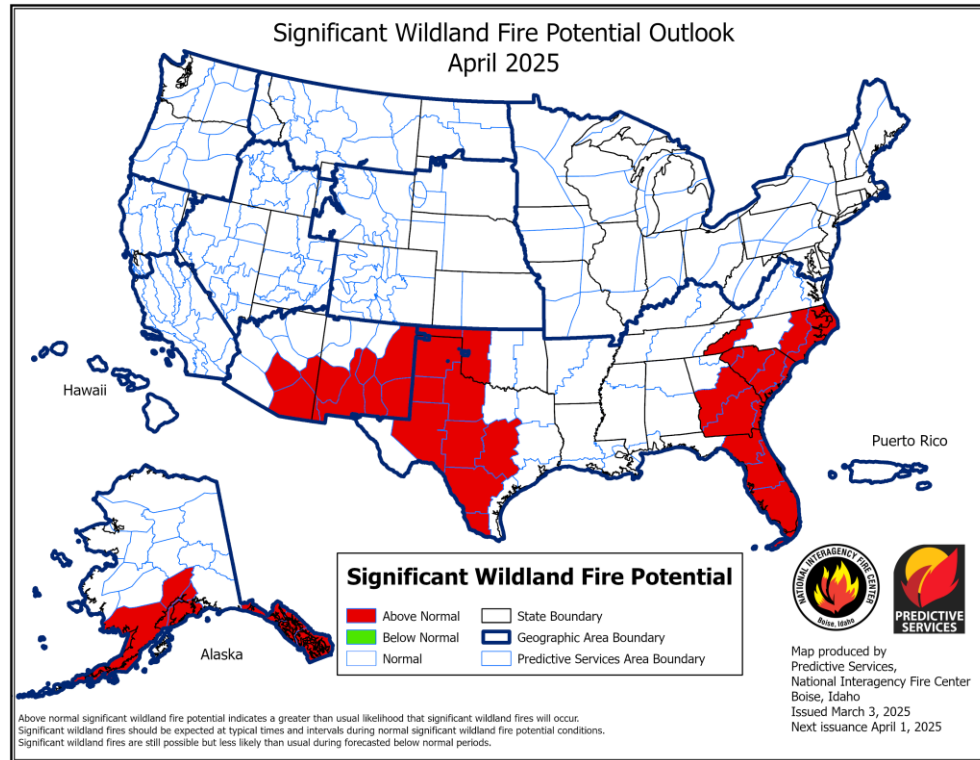 Significant Wildland Fire Potential Outlook
April 2025
Hawaii
Puerto Rico
Alaska
Significant Wildland Fire Potential
Above Normal
Below Normal
Normal
State Boundary
Geographic Area Boundary
Predictive Services Area Boundary
NATIONAL INTERAGENCY FIRE CENTER
Boise, Idaho
PREDICTIVE
SERVICES
Map produced by
Predictive Services,
National Interagency Fire Center
Boise, Idaho
Issued March 3, 2025
Next issuance April 1, 2025
Above normal significant wildland fire potential indicates a greater than usual likelihood that significant wildland fires will occur.
Significant wildland fires should be expected at typical times and intervals during normal significant wildland fire potential conditions.
Significant wildland fires are still possible but less likely than usual during forecasted below normal periods.